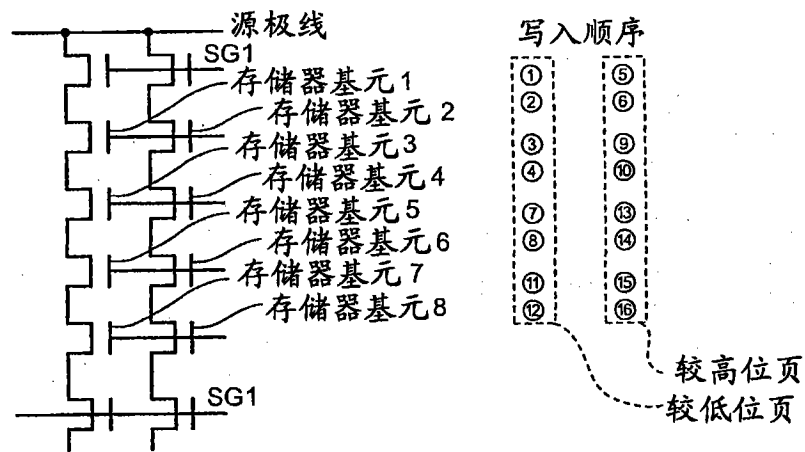 源极线
写入顺序
SG1
① ⑤
存储器基元1
② ⑥
存储器基元2
存储器基元3
③ ⑨
存储器基元4
④ ⑩
存储器基元5
⑦ ⑬
存储器基元6
⑧ ⑭
存储器基元7
⑪ ⑮
存储器基元8
⑫ ⑯
较高位页
SG1
较低位页